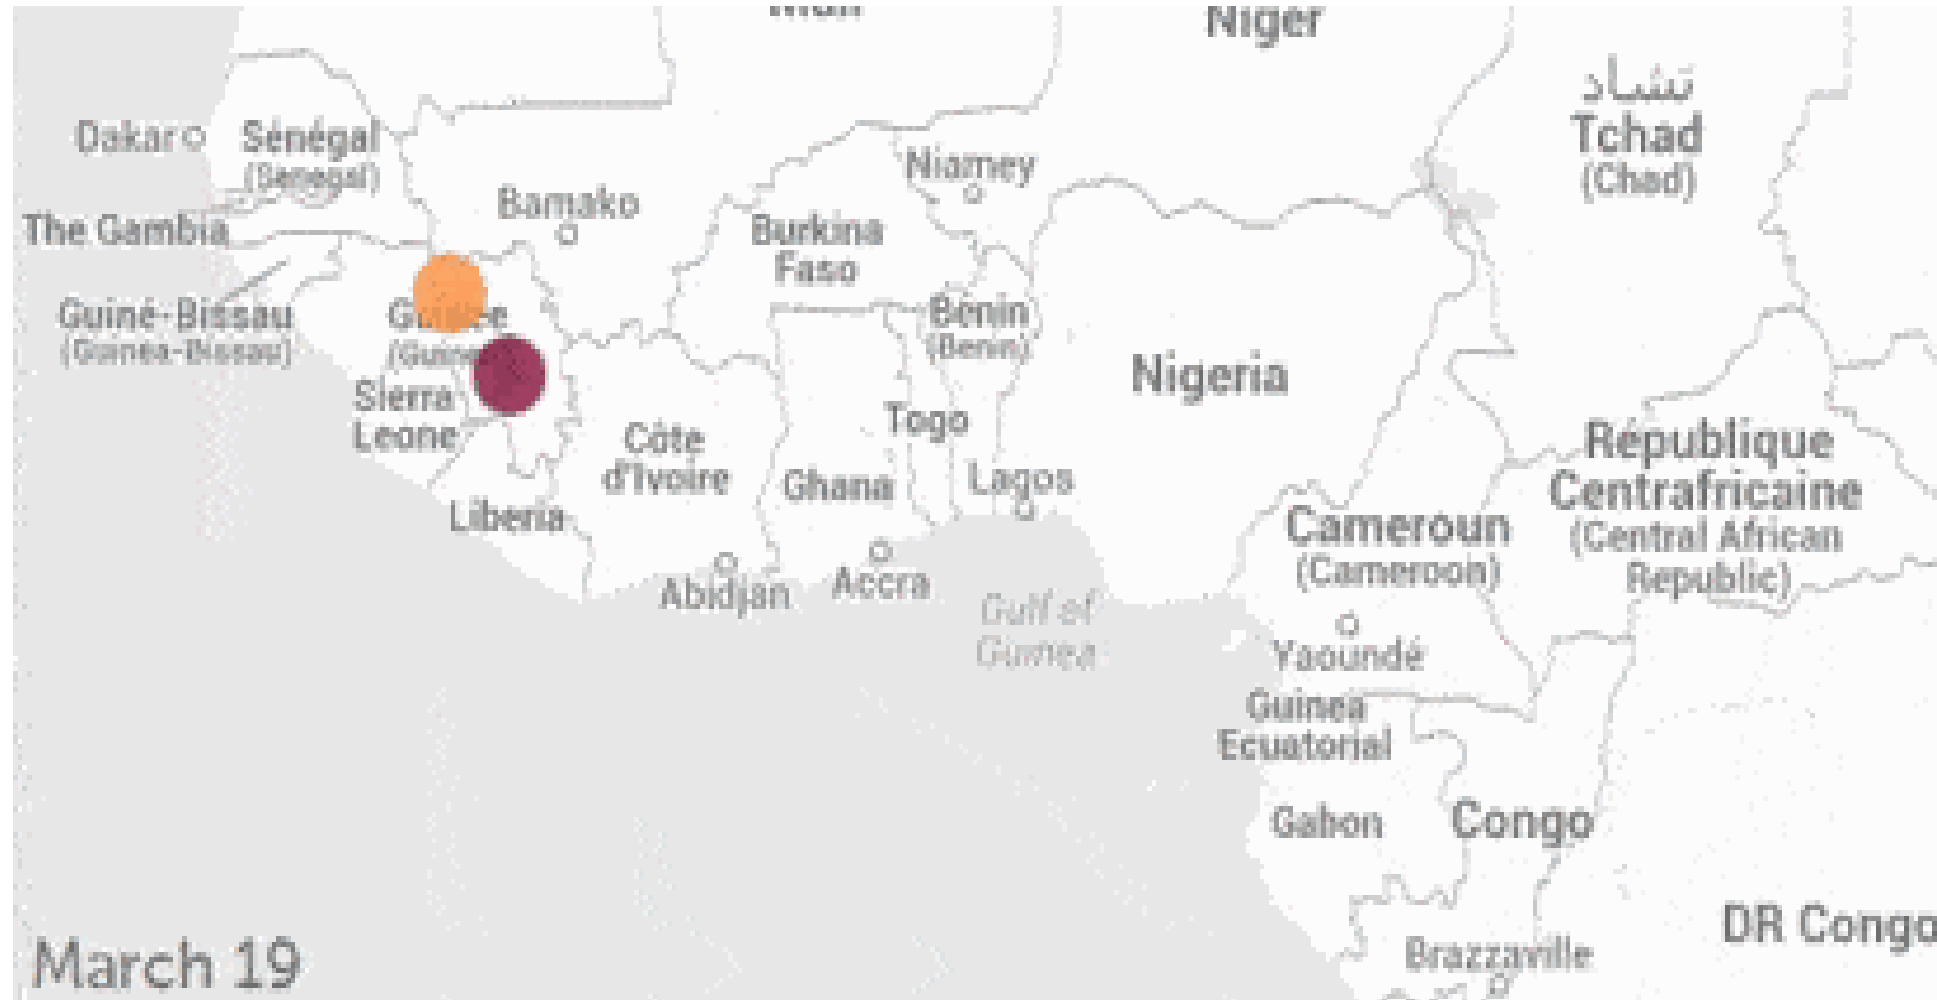 Niger
تشاد
Tchad
(Chad)
Dakar
Sénégal
(Senegal)
Niamey
Bamako
The Gambia
Burkina
Faso
Guiné-Bissau
(Guinea-Bissau)
Bénin
(Benin)
Nigeria
Sierra
Leone
Togo
Côte
d'Ivoire
Ghana
Lagos
République
Centrafricaine
(Central African
Republic)
Liberia
Cameroun
(Cameroon)
Abidjan
Accra
Gulf of
Guinea
Yaoundé
Guinea
Ecuatorial
Gabon
Congo
DR Congo
Brazzaville
March 19